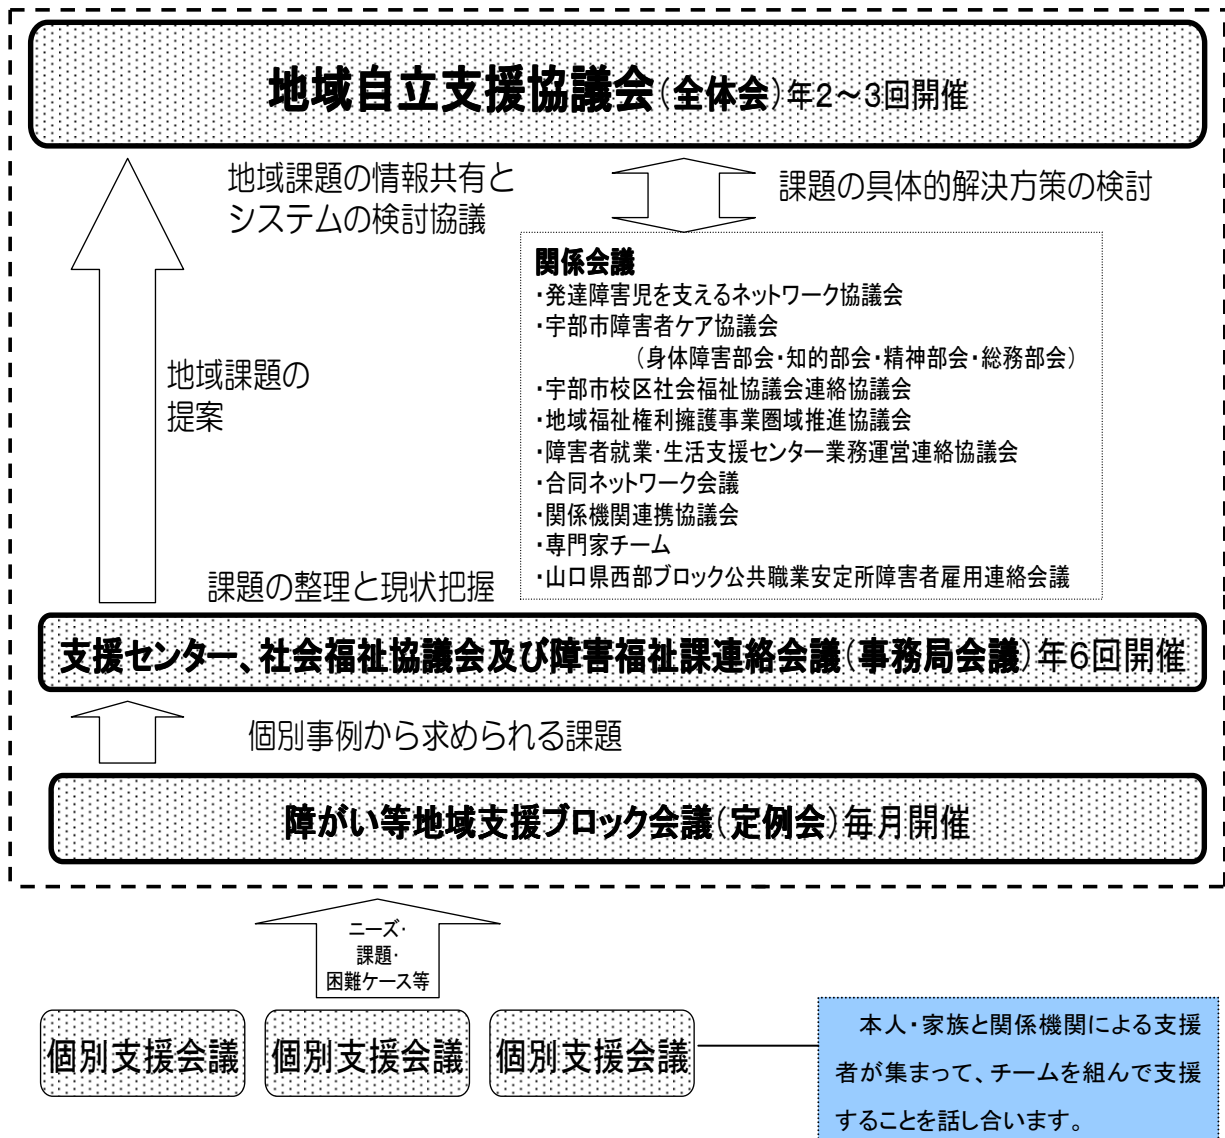 地域自立支援協議会(全体会)年2～3回開催
地域課題の情報共有と
システムの検討協議
課題の具体的解決方策の検討
関係会議
・発達障害児を支えるネットワーク協議会
・宇部市障害者ケア協議会
(身体障害部会・知的部会・精神部会・総務部会)
・宇部市校区社会福祉協議会連絡協議会
・地域福祉権利擁護事業圏域推進協議会
・障害者就業・生活支援センター業務運営連絡協議会
・合同ネットワーク会議
・関係機関連携協議会
・専門家チーム
・山口県西部ブロック公共職業安定所障害者雇用連絡会議
地域課題の
提案
課題の整理と現状把握
支援センター、社会福祉協議会及び障害福祉課連絡会議(事務局会議)年6回開催
個別事例から求められる課題
障がい等地域支援ブロック会議(定例会)毎月開催
ニーズ・
課題・
困難ケース等
個別支援会議
個別支援会議
個別支援会議
本人・家族と関係機関による支援
者が集まって、チームを組んで支援
することを話し合います。